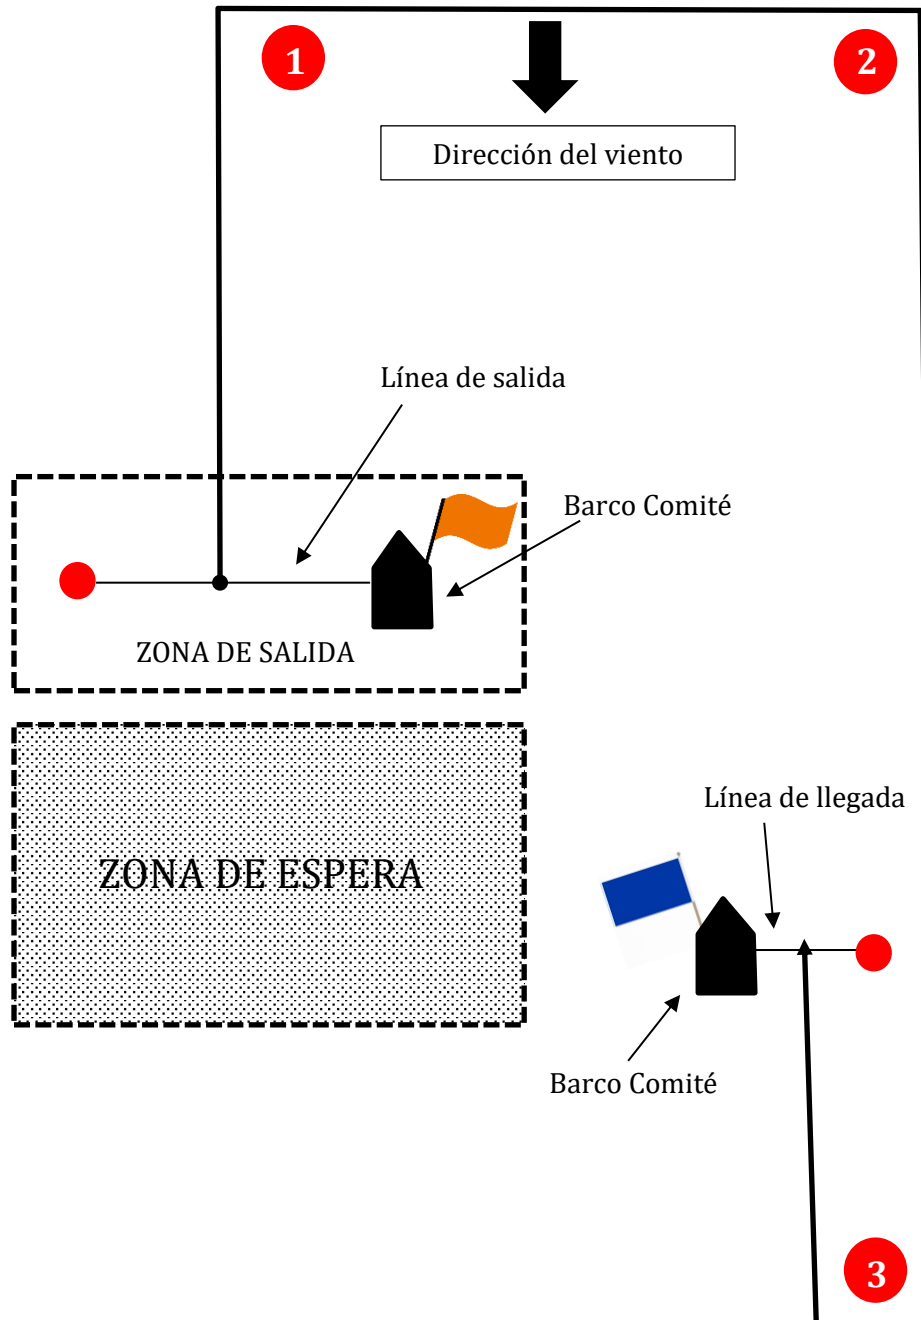 1
2
Dirección del viento
Línea de salida
Barco Comité
ZONA DE SALIDA
Línea de llegada
ZONA DE ESPERA
Barco Comité
3